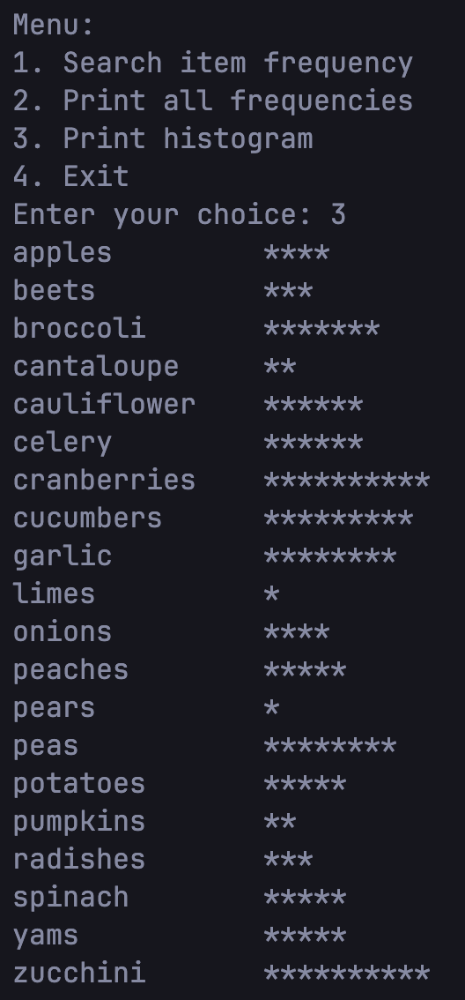 Menu:
1. Search item frequency
2. Print all frequencies
3. Print histogram
4. Exit
Enter your choice: 3
apples         ****
beets          ***
broccoli       *******
cantaloupe     **
cauliflower    ******
celery         ******
cranberries    **********
cucumbers      *********
garlic         ********
limes          *
onions         ****
peaches        *****
pears          *
peas           ********
potatoes       *****
pumpkins       **
radishes       ***
spinach        *****
yams           *****
zucchini       **********